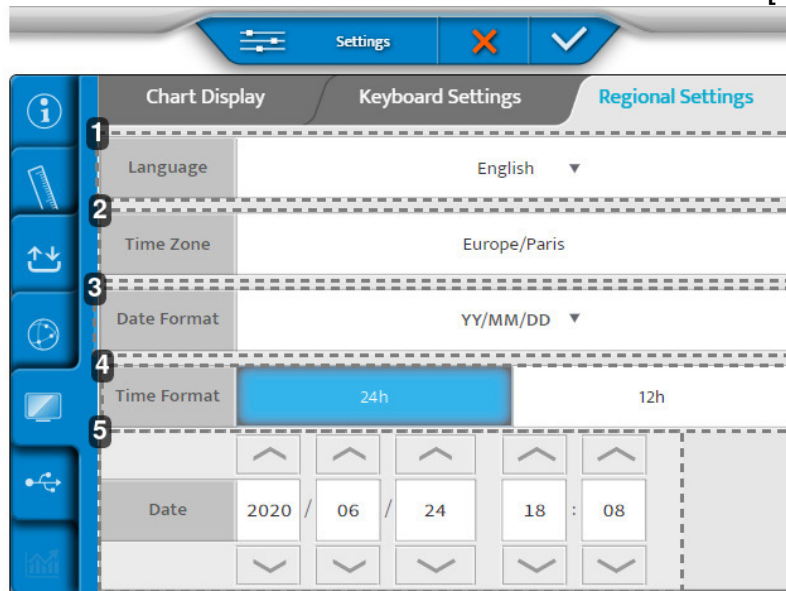 [
Settings
Chart Display Keyboard Settings Regional Settings
1
Language English ▼
2
Time Zone Europe/Paris
3
Date Format YY/MM/DD ▼
4
Time Format 24h 12h
5
Date 2020 / 06 / 24 18 : 08